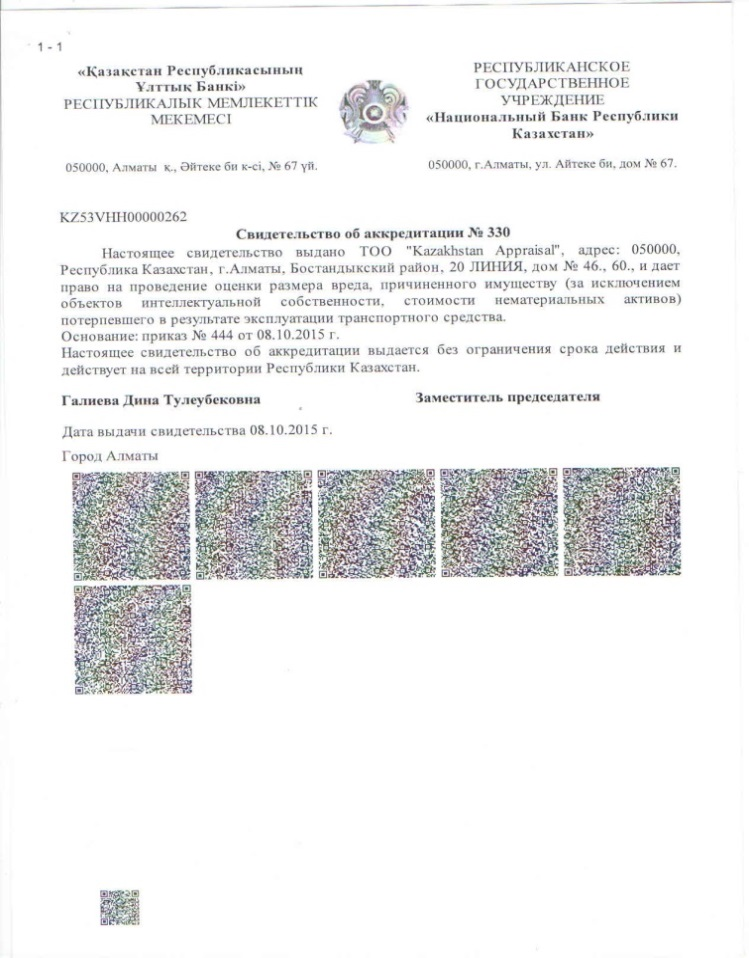 1 - 1
«Қазақстан Республикасының
Ұлттық Банкі»
РЕСПУБЛИКАЛЫК МЕМЛЕКЕТТІК
МЕКЕМЕСІ
050000, Алматы қ., Әйтеке би к-сі, № 67 үй.
РЕСПУБЛИКАНСКОЕ
ГОСУДАРСТВЕННОЕ
УЧРЕЖДЕНИЕ
«Национальный Банк Республики
Казахстан»
050000, г.Алматы, ул. Айтеке би, дом № 67.
KZ53VHH00000262
Свидетельство об аккредитации № 330
Настоящее свидетельство выдано ТОО "Kazakhstan Appraisal", адрес: 050000,
Республика Казахстан, г.Алматы, Бостандыкский район, 20 ЛИНИЯ, дом № 46., 60., и дает
право на проведение оценки размера вреда, причиненного имуществу (за исключением
объектов интеллектуальной собственности, стоимости нематериальных активов)
потерпевшего в результате эксплуатации транспортного средства.
Основание: приказ № 444 от 08.10.2015 г.
Настоящее свидетельство об аккредитации выдается без ограничения срока действия и
действует на всей территории Республики Казахстан.
Галиева Дина Тулеубековна Заместитель председателя
Дата выдачи свидетельства 08.10.2015 г.
Город Алматы